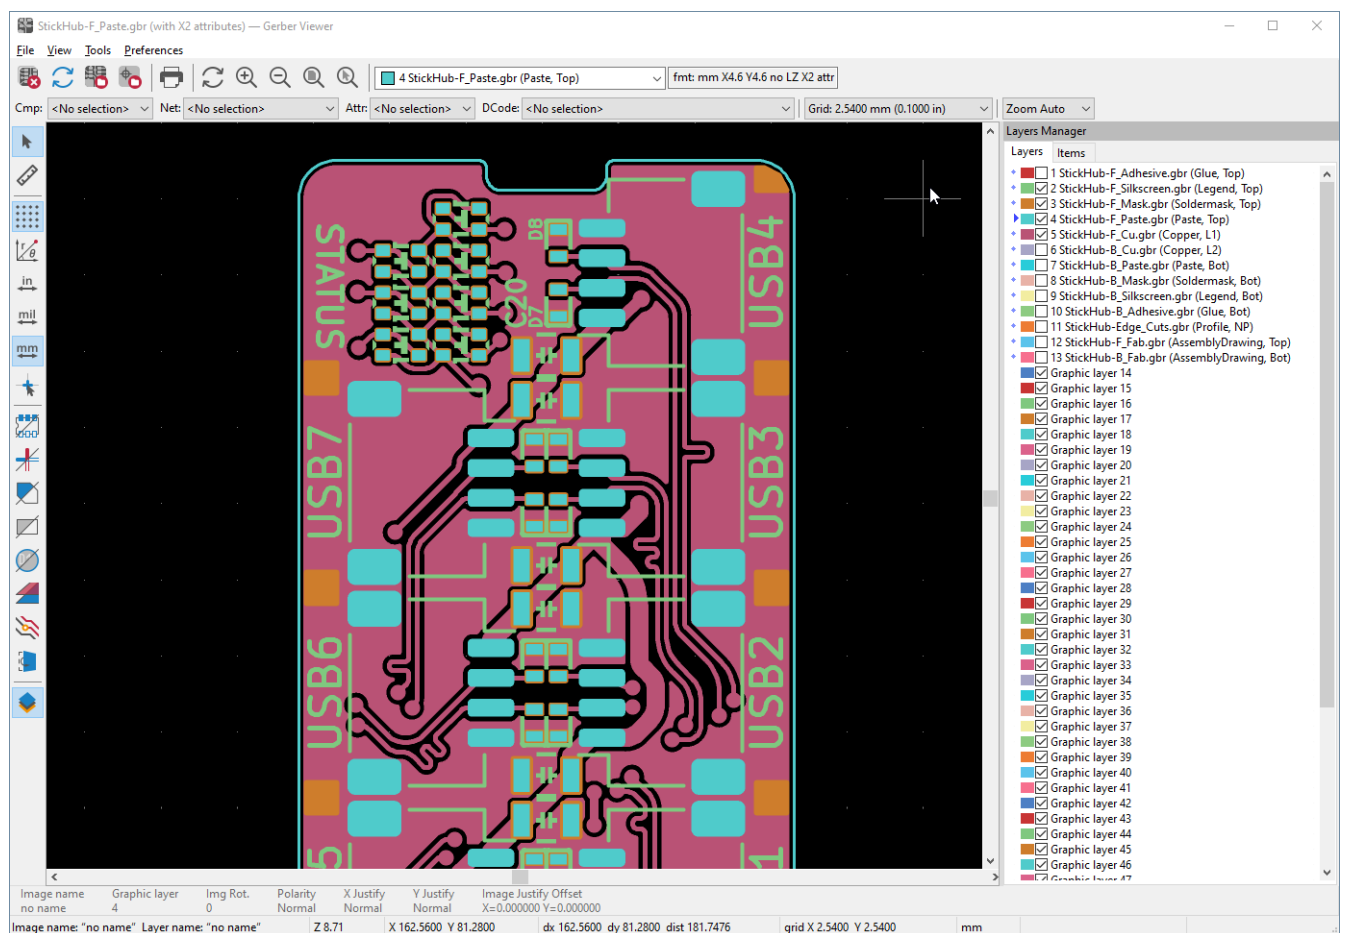 StickHub-F_Paste.gbr (with X2 attributes) — Gerber Viewer
File View Tools Preferences
4 StickHub-F_Paste.gbr (Paste, Top) fmt: mm X4.6 Y4.6 no LZ X2 attr
Cmp: <No selection> Net: <No selection> Attr: <No selection> DCode: <No selection> Grid: 2.5400 mm (0.1000 in) Zoom Auto
Layers Manager
Layers Items
1 StickHub-F_Adhesive.gbr (Glue, Top)
2 StickHub-F_Silkscreen.gbr (Legend, Top)
3 StickHub-F_Mask.gbr (Soldermask, Top)
4 StickHub-F_Paste.gbr (Paste, Top)
5 StickHub-F_Cu.gbr (Copper, L1)
6 StickHub-B_Cu.gbr (Copper, L2)
7 StickHub-B_Paste.gbr (Paste, Bot)
8 StickHub-B_Mask.gbr (Soldermask, Bot)
9 StickHub-B_Silkscreen.gbr (Legend, Bot)
10 StickHub-B_Adhesive.gbr (Glue, Bot)
11 StickHub-Edge_Cuts.gbr (Profile, NP)
12 StickHub-F_Fab.gbr (AssemblyDrawing, Top)
13 StickHub-B_Fab.gbr (AssemblyDrawing, Bot)
Graphic layer 14
Graphic layer 15
Graphic layer 16
Graphic layer 17
Graphic layer 18
Graphic layer 19
Graphic layer 20
Graphic layer 21
Graphic layer 22
Graphic layer 23
Graphic layer 24
Graphic layer 25
Graphic layer 26
Graphic layer 27
Graphic layer 28
Graphic layer 29
Graphic layer 30
Graphic layer 31
Graphic layer 32
Graphic layer 33
Graphic layer 34
Graphic layer 35
Graphic layer 36
Graphic layer 37
Graphic layer 38
Graphic layer 39
Graphic layer 40
Graphic layer 41
Graphic layer 42
Graphic layer 43
Graphic layer 44
Graphic layer 45
Graphic layer 46
Graphic layer 47
in
mil
mm
STATUS
D8
C20
D7
USB4
USB7
USB3
USB6
USB2
5
1
Image name Graphic layer Img Rot. Polarity X Justify Y Justify Image Justify Offset
no name 4 0 Normal Normal Normal X=0.000000 Y=0.000000
Image name: "no name" Layer name: "no name" Z 8.71 X 162.5600 Y 81.2800 dx 162.5600 dy 81.2800 dist 181.7476 grid X 2.5400 Y 2.5400 mm